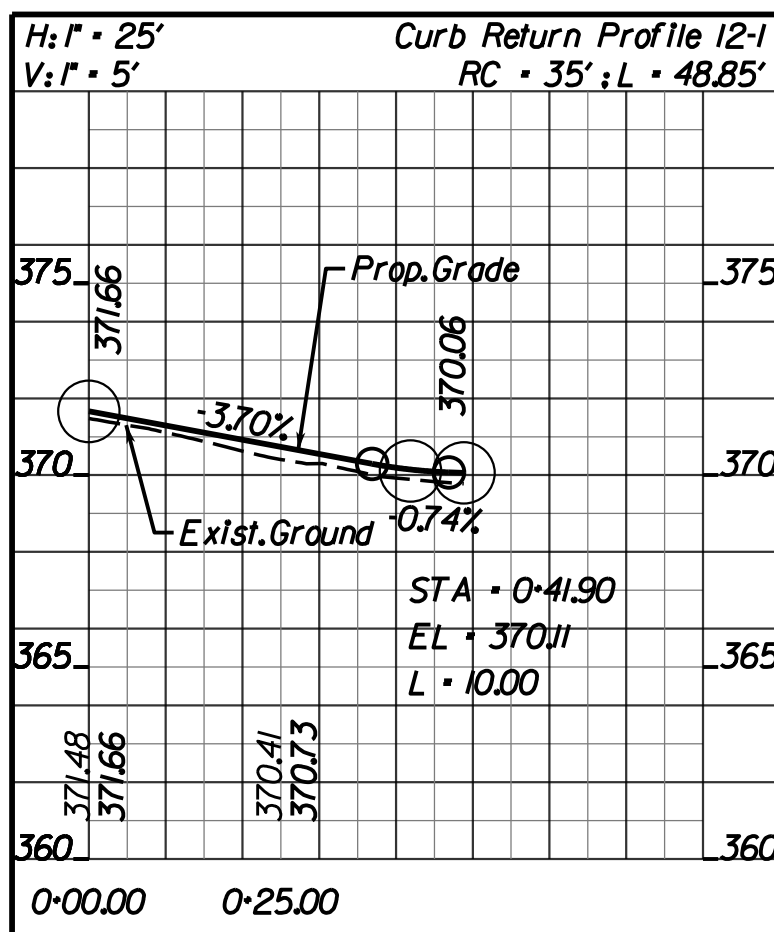 H: 1" = 25'
Curb Return Profile 12-1
V: 1" = 5'
RC = 35' ; L = 48.85'
375
375
371.66
Prop. Grade
370.06
-3.70%
370
370
Exist. Ground
-0.74%
STA = 0+41.90
EL = 370.11
365
365
L = 10.00
371.48
371.66
370.41
370.73
360
360
0+00.00
0+25.00